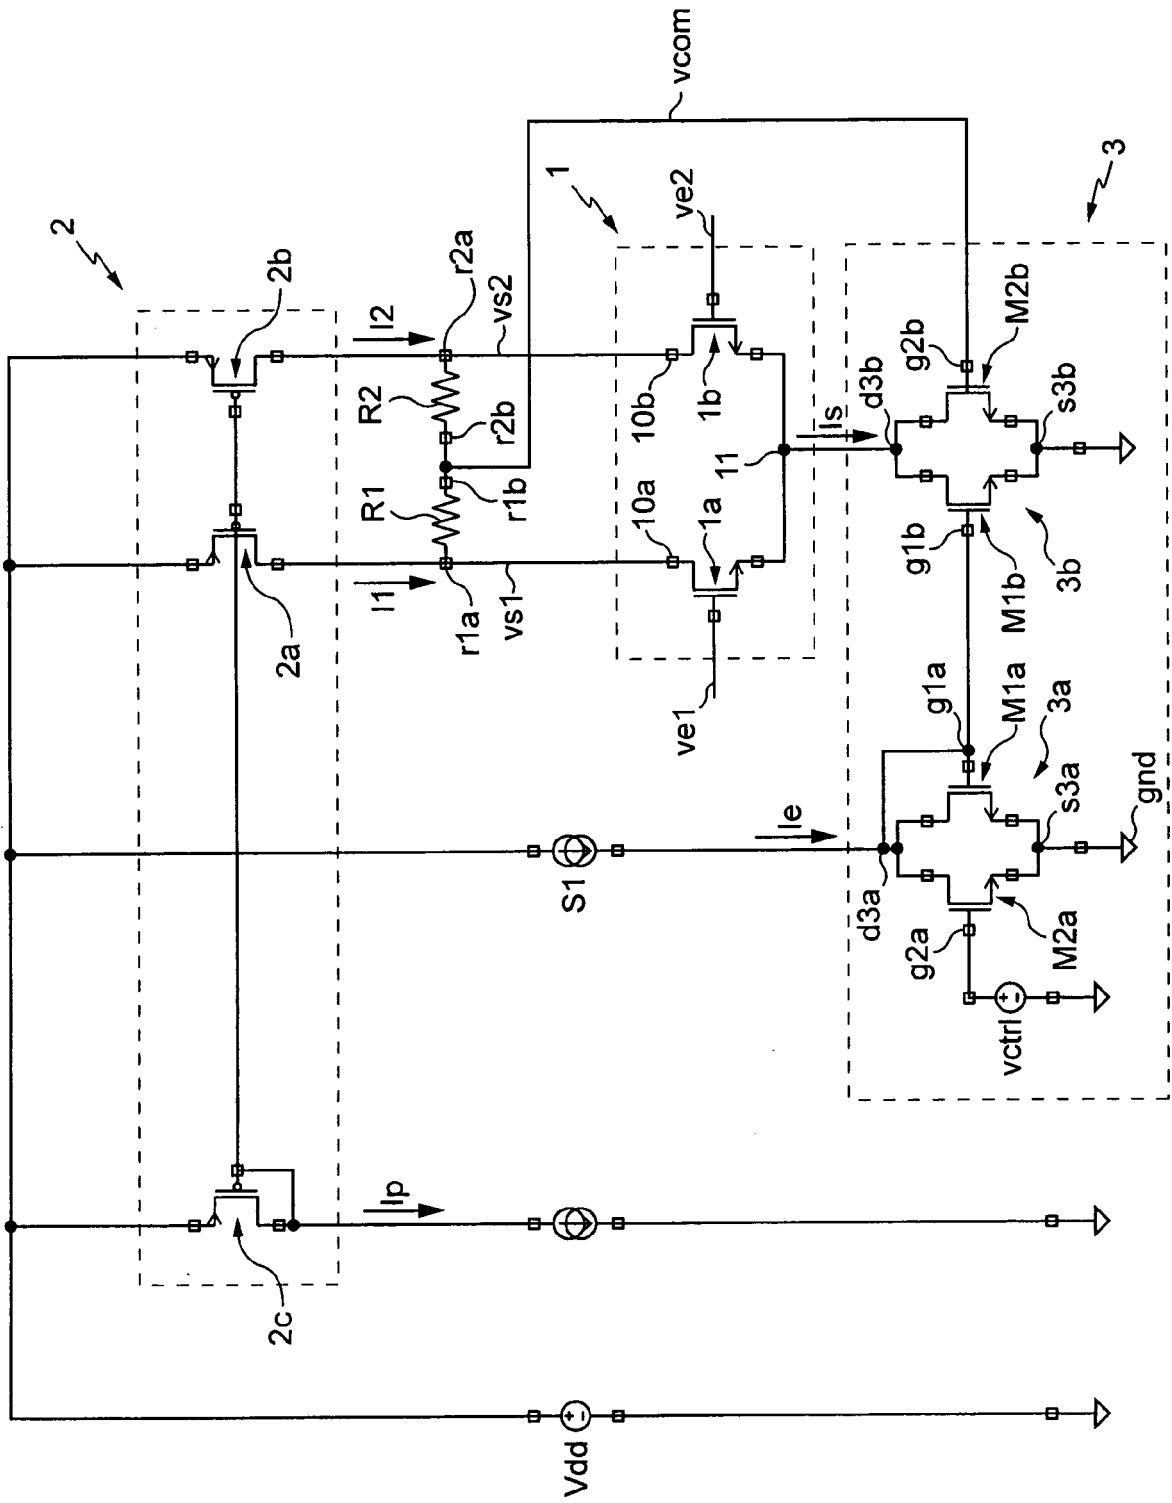 vcom
1
ve2
3
2
2b
r2a
I2
vs2
R2
r2b
10b
1b
d3b
g2b
M2b
Is
s3b
11
R1
r1b
10a
1a
g1b
3b
M1b
I1
2a
r1a
vs1
ve1
g1a
M1a
3a
Ie
s3a
gnd
S1
d3a
g2a
M2a
vctrl
Ip
2c
Vdd